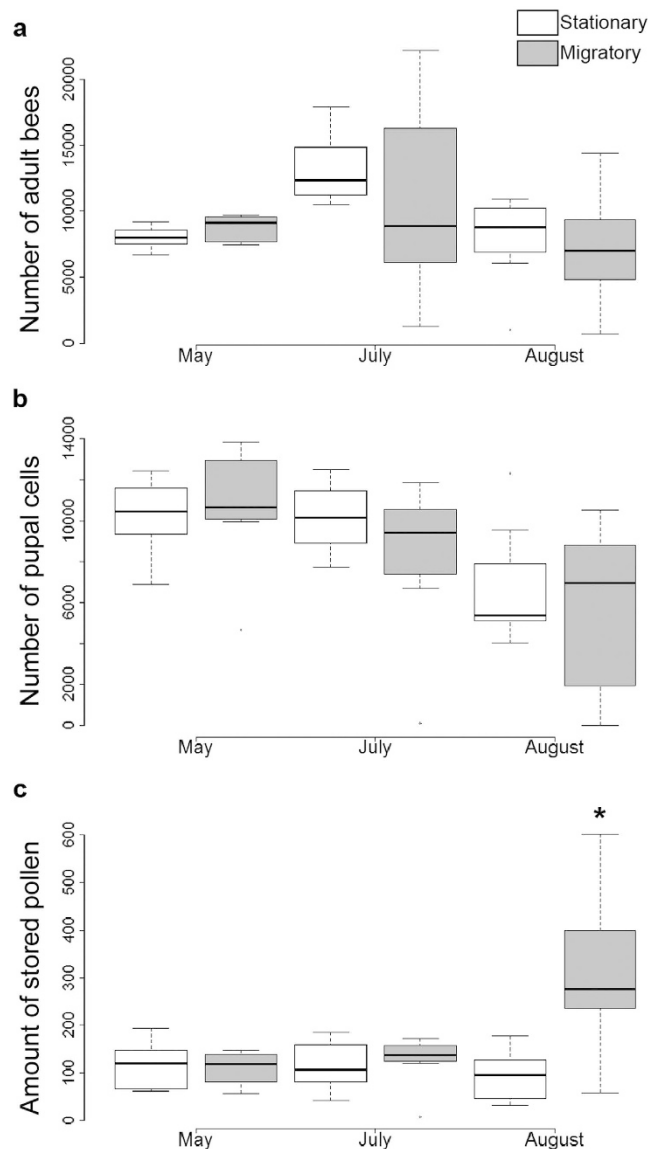 a
Stationary
Migratory
Number of adult bees
0
5000
10000
15000
20000
May
July
August
b
Number of pupal cells
0
2000
6000
10000
14000
May
July
August
c
Amount of stored pollen
0
100
200
300
400
500
600
*
May
July
August